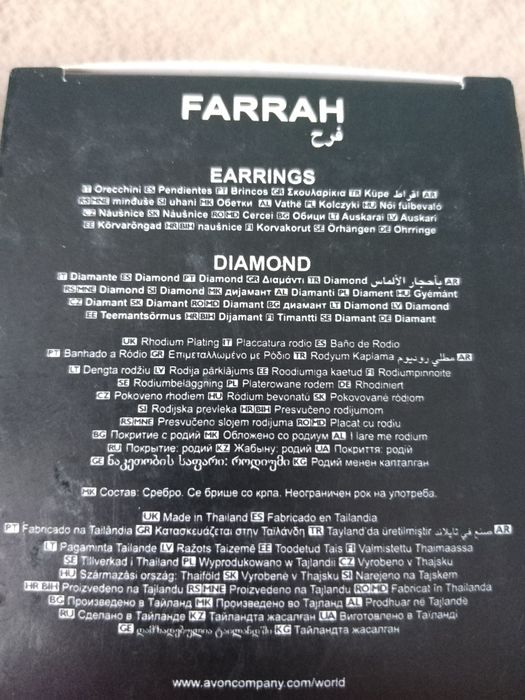 FARRAH
فرح
EARRINGS
IT Orecchini ES Pendientes PT Brincos GR Σκουλαρίκια TR Küpe اقراط AR
RS MNE minđuše SI uhani MK Обетки AL Vathë PL Kolczyki HU Női fülbevaló
CZ Náušnice SK Náušnice RO MD Cercei BG Обици LT Auskarai LV Auskari
EE Kõrvarõngad HR BIH naušnice FI Korvakorut SE Örhängen DE Ohrringe
DIAMOND
IT Diamante ES Diamond PT Diamond GR Διαμάντι TR Diamond بأحجار الألماس AR
RS MNE Diamond SI Diamond MK дијамант AL Diamanti PL Diament HU Gyémánt
CZ Diamant SK Diamant RO MD Diamant BG диамант LT Diamond LV Diamond
EE Teemantsõrmus HR BIH Dijamant FI Timantti SE Diamant DE Diamant
UK Rhodium Plating IT Placcatura rodio ES Baño de Rodio
PT Banhado a Ródio GR Επιμεταλλωμένο με Ρόδιο TR Rodyum Kaplama مطلي روديوم AR
LT Dengta rodžiu LV Rodija pārklājums EE Roodiumiga kaetud FI Rodiumpinnoite
SE Rodiumbeläggning PL Platerowane rodem DE Rhodiniert
CZ Pokoveno rhodiem HU Ródium bevonatú SK Pokovované ródiom
SI Rodijska prevleka HR BIH Presvučeno rodijumom
RS MNE Presvučeno slojem rodijuma RO MD Placat cu rodiu
BG Покритие с родий MK Обложено со родиум AL I lare me rodium
RU Покрытие: родий KZ Жабыну: родий UA Покриття: родій
GE ნაკეთობის საფარი: როდიუმი KG Родий менен капталган
MK Состав: Сребро. Се брише со крпа. Неограничен рок на употреба.
UK Made in Thailand ES Fabricado en Tailandia
PT Fabricado na Tailândia GR Κατασκευάζεται στην Ταϊλάνδη TR Tayland'da üretilmiştir صنع في تايلاند AR
LT Pagaminta Tailande LV Ražots Taizemē EE Toodetud Tais FI Valmistettu Thaimaassa
SE Tillverkad i Thailand PL Wyprodukowano w Tajlandii CZ Vyrobeno v Thajsku
HU Származási ország: Thaiföld SK Vyrobené v Thajsku SI Narejeno na Tajskem
HR BIH Proizvedeno na Tajlandu RS MNE Proizvedeno na Tajlandu RO MD Fabricat în Thailanda
BG Произведено в Тайланд MK Произведено во Тајланд AL Prodhuar në Tajlandë
RU Сделано в Таиланде KZ Тайландта жасалған UA Виготовлено в Таїланді
GE დამზადებულია ტაილანდში KG Тайландта жасалган
www.avoncompany.com/world